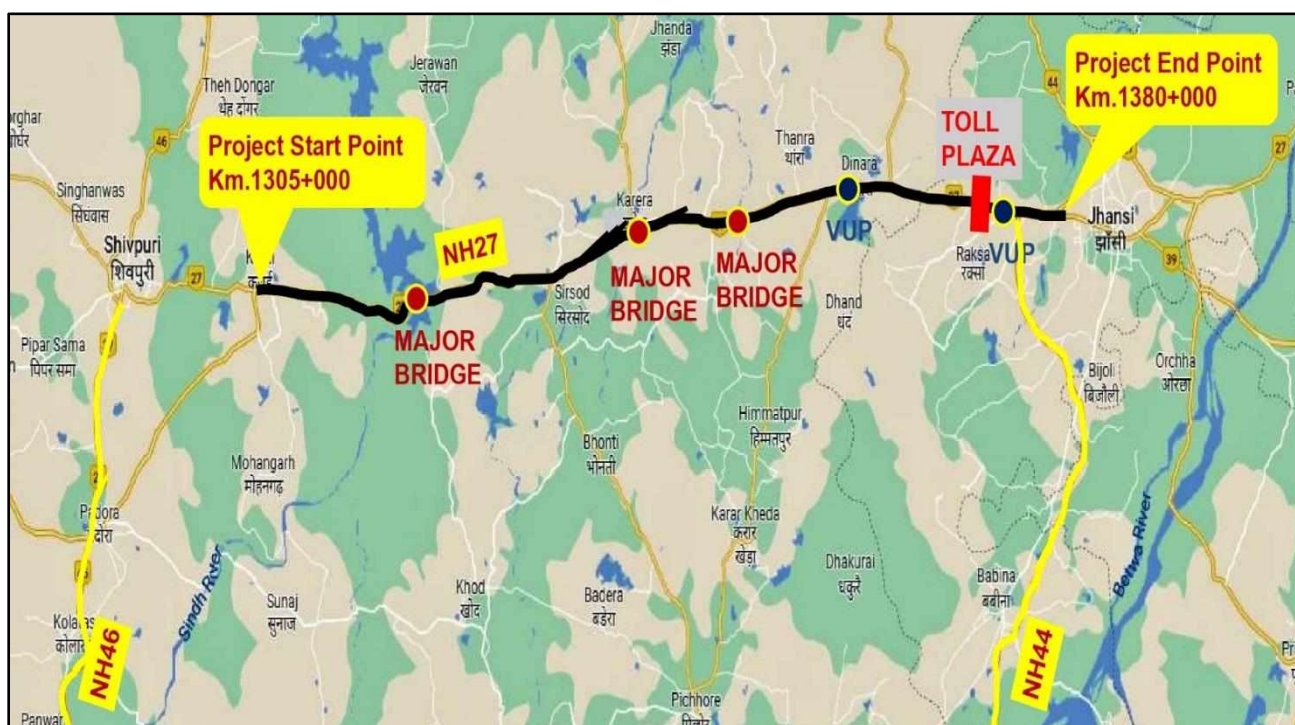 Jhanda
झंडा
Jerawan
जेरवन
Theh Dongar
थेह दोंगर
Project End Point
Km.1380+000
44
46
Project Start Point
Km.1305+000
TOLL
PLAZA
Thanra
थांरा
Dinara
27
Singhanwas
सिंघंवास
Karera
Shivpuri
शिवपुरी
27
NH27
Jhansi
झाँसी
VUP
Raksa
रक्सा
VUP
39
MAJOR
BRIDGE
MAJOR
BRIDGE
Sirsod
सिरसोद
Dhand
धंद
MAJOR
BRIDGE
Pipar Sama
पिपर समा
Orchha
ओरछा
Bijoli
बिजौली
Himmatpur
हिम्मतपुर
Bhonti
भोनती
Mohangarh
मोहनगढ़
Padora
Karar Kheda
करार
खेड़ा
Dhakurai
धकुरै
Betwa River
Sindh River
Khod
खोद
Badera
बडेरा
Babina
बबीना
Sunaj
सुनाज
NH46
NH44
Pichhore
Panwar